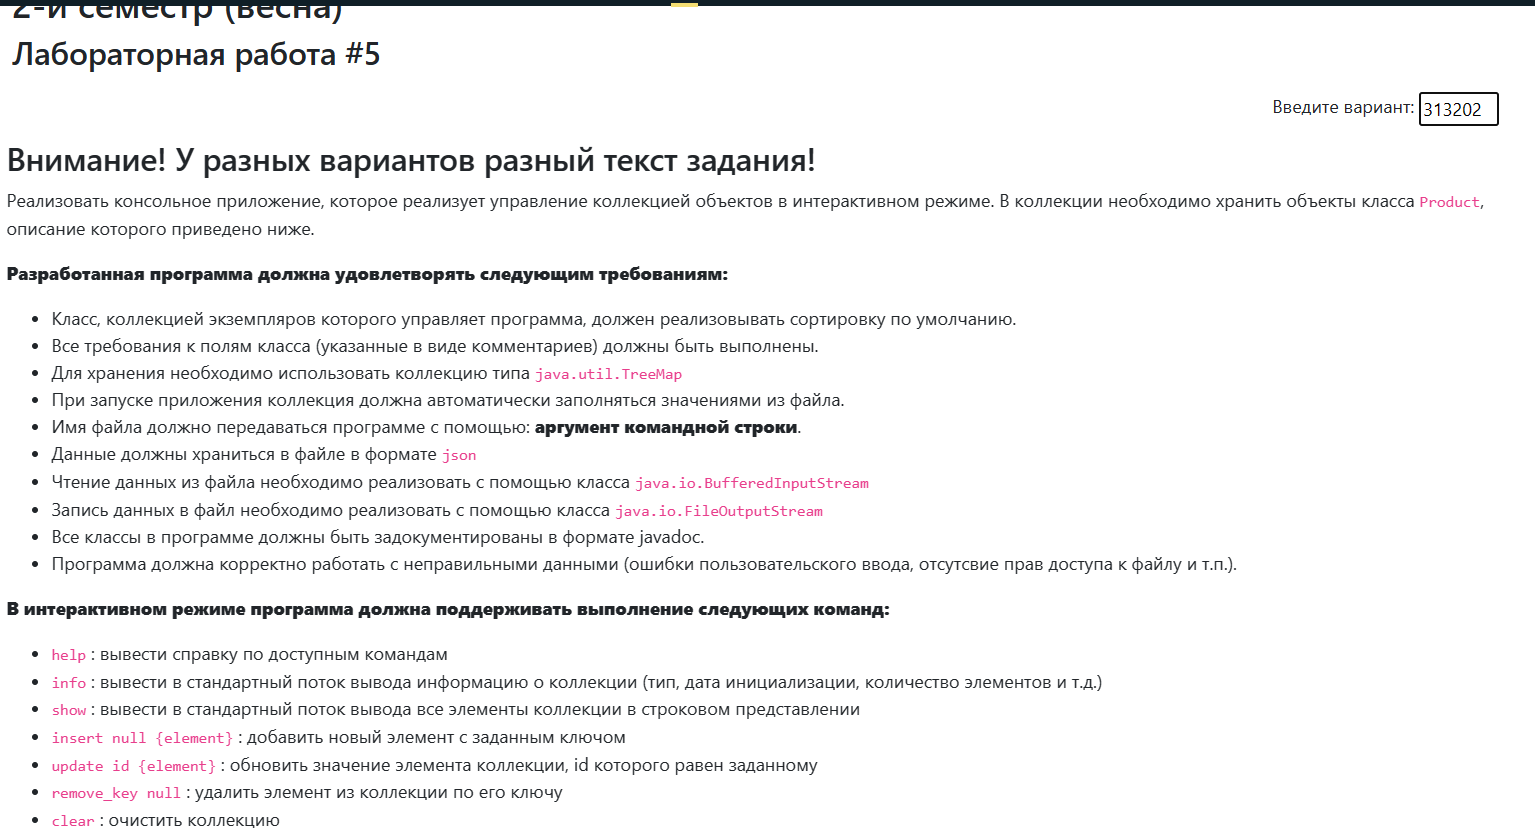 2-й семестр (весна)
Лабораторная работа #5
Введите вариант: 313202
Внимание! У разных вариантов разный текст задания!
Реализовать консольное приложение, которое реализует управление коллекцией объектов в интерактивном режиме. В коллекции необходимо хранить объекты класса Product,
описание которого приведено ниже.
Разработанная программа должна удовлетворять следующим требованиям:
• Класс, коллекцией экземпляров которого управляет программа, должен реализовывать сортировку по умолчанию.
• Все требования к полям класса (указанные в виде комментариев) должны быть выполнены.
• Для хранения необходимо использовать коллекцию типа java.util.TreeMap
• При запуске приложения коллекция должна автоматически заполняться значениями из файла.
• Имя файла должно передаваться программе с помощью: аргумент командной строки.
• Данные должны храниться в файле в формате json
• Чтение данных из файла необходимо реализовать с помощью класса java.io.BufferedInputStream
• Запись данных в файл необходимо реализовать с помощью класса java.io.FileOutputStream
• Все классы в программе должны быть задокументированы в формате javadoc.
• Программа должна корректно работать с неправильными данными (ошибки пользовательского ввода, отсутсвие прав доступа к файлу и т.п.).
В интерактивном режиме программа должна поддерживать выполнение следующих команд:
• help : вывести справку по доступным командам
• info : вывести в стандартный поток вывода информацию о коллекции (тип, дата инициализации, количество элементов и т.д.)
• show : вывести в стандартный поток вывода все элементы коллекции в строковом представлении
• insert null {element} : добавить новый элемент с заданным ключом
• update id {element} : обновить значение элемента коллекции, id которого равен заданному
• remove_key null : удалить элемент из коллекции по его ключу
• clear : очистить коллекцию